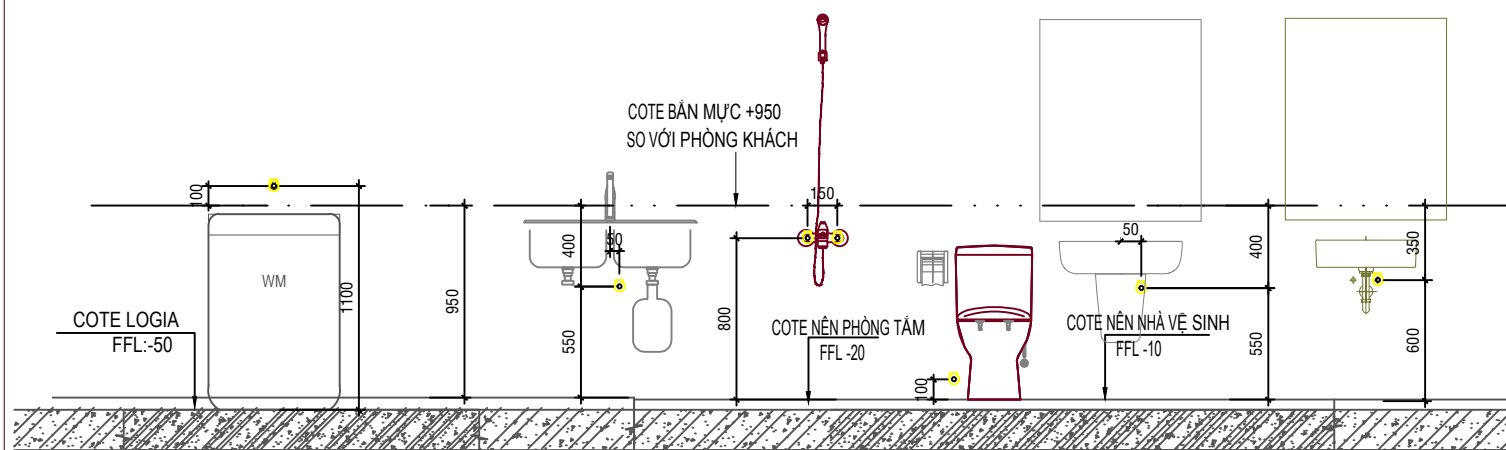 COTE BẮN MỰC +950
SO VỚI PHÒNG KHÁCH
100
150
50
400
50
400
350
WM
1100
950
550
800
550
600
COTE LOGIA
FFL:-50
COTE NÊN PHÒNG TẮM
FFL -20
COTE NÊN NHÀ VỆ SINH
FFL -10
100